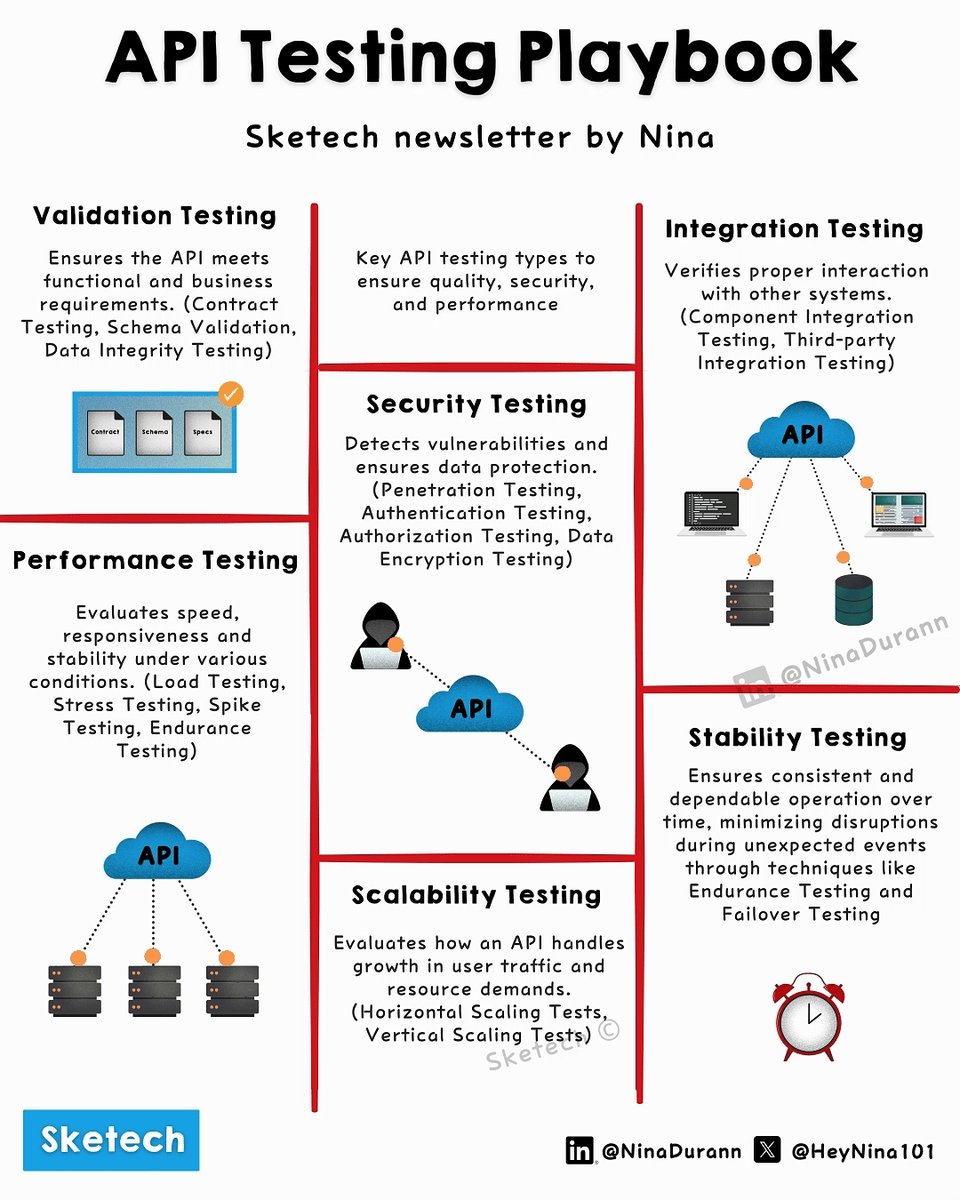 API Testing Playbook
Sketech newsletter by Nina
Validation Testing
Ensures the API meets
functional and business
requirements. (Contract
Testing, Schema Validation,
Data Integrity Testing)
Contract
Schema
Specs
Key API testing types to
ensure quality, security,
and performance
Integration Testing
Verifies proper interaction
with other systems.
(Component Integration
Testing, Third-party
Integration Testing)
API
in @NinaDurann
Security Testing
Detects vulnerabilities and
ensures data protection.
(Penetration Testing,
Authentication Testing,
Authorization Testing, Data
Encryption Testing)
API
Performance Testing
Evaluates speed,
responsiveness and
stability under various
conditions. (Load Testing,
Stress Testing, Spike
Testing, Endurance
Testing)
API
Stability Testing
Ensures consistent and
dependable operation over
time, minimizing disruptions
during unexpected events
through techniques like
Endurance Testing and
Failover Testing
Scalability Testing
Evaluates how an API handles
growth in user traffic and
resource demands.
(Horizontal Scaling Tests,
Vertical Scaling Tests)
Sketech ©
Sketech
in @NinaDurann X @HeyNina101